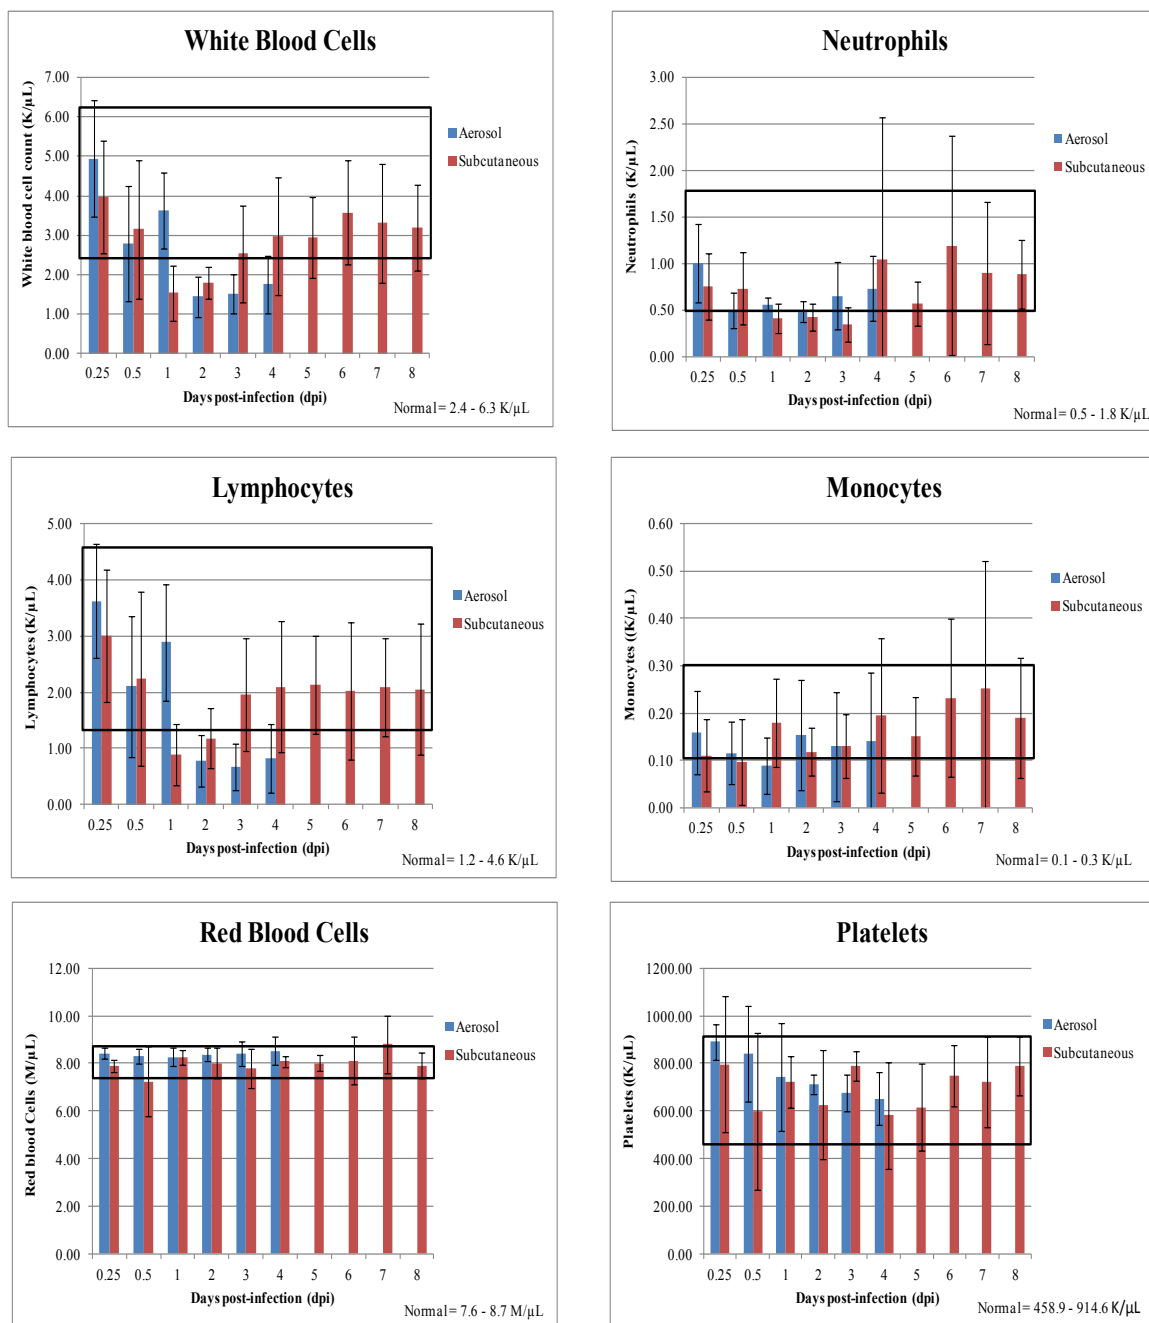 White Blood Cells
White blood cell count (K/µL)
7.00
6.00
5.00
4.00
3.00
2.00
1.00
0.00
0.25 0.5 1 2 3 4 5 6 7 8
Days post-infection (dpi)
Aerosol
Subcutaneous
Normal= 2.4 - 6.3 K/µL
Neutrophils
Neutrophils (K/µL)
3.00
2.50
2.00
1.50
1.00
0.50
0.00
0.25 0.5 1 2 3 4 5 6 7 8
Days post-infection (dpi)
Aerosol
Subcutaneous
Normal= 0.5 - 1.8 K/µL
Lymphocytes
Lymphocytes (K/µL)
5.00
4.00
3.00
2.00
1.00
0.00
0.25 0.5 1 2 3 4 5 6 7 8
Days post-infection (dpi)
Aerosol
Subcutaneous
Normal= 1.2 - 4.6 K/µL
Monocytes
Monocytes ((K/µL)
0.60
0.50
0.40
0.30
0.20
0.10
0.00
0.25 0.5 1 2 3 4 5 6 7 8
Days post-infection (dpi)
Aerosol
Subcutaneous
Normal= 0.1 - 0.3 K/µL
Red Blood Cells
Red blood Cells (M/µL)
12.00
10.00
8.00
6.00
4.00
2.00
0.00
0.25 0.5 1 2 3 4 5 6 7 8
Days post-infection (dpi)
Aerosol
Subcutaneous
Normal= 7.6 - 8.7 M/µL
Platelets
Platelets ((K/µL)
1200.00
1000.00
800.00
600.00
400.00
200.00
0.00
0.25 0.5 1 2 3 4 5 6 7 8
Days post-infection (dpi)
Aerosol
Subcutaneous
Normal= 458.9 - 914.6 K/µL